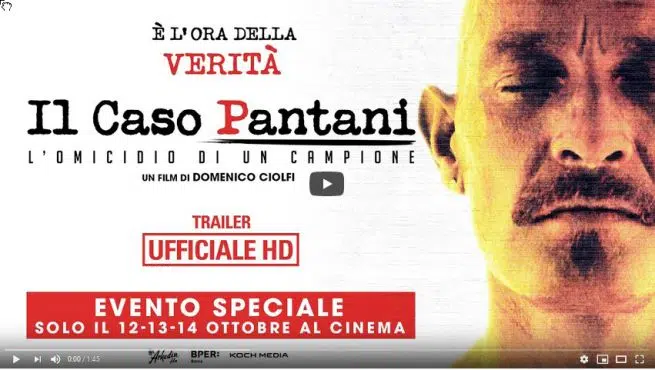 È L'ORA DELLA
VERITÀ
Il Caso Pantani
L'OMICIDIO DI UN CAMPIONE
UN FILM DI DOMENICO CIOLFI
TRAILER
UFFICIALE HD
EVENTO SPECIALE
SOLO IL 12-13-14 OTTOBRE AL CINEMA
0:00 / 1:45
BPER:
Banca
KOCH MEDIA